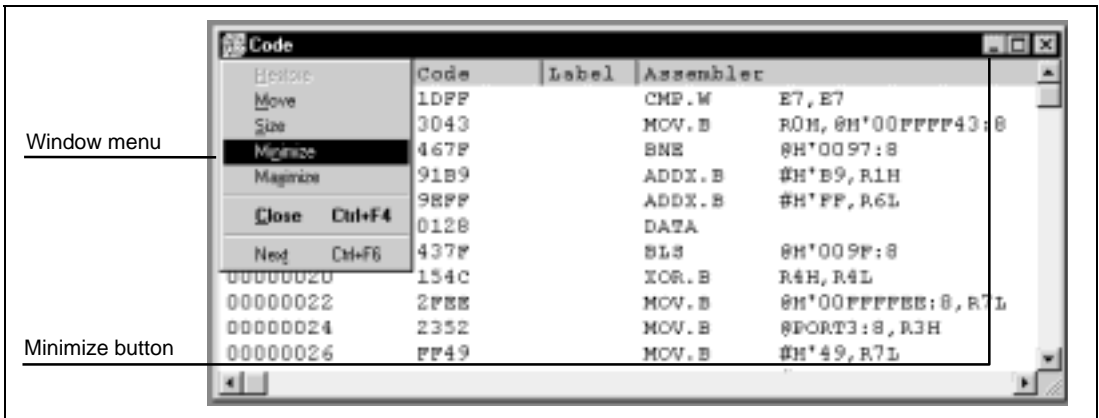 Code
Restore Code Label Assembler
Move 1DFF CMP.W E7,E7
Size 3043 MOV.B R0H,@H'00FFFF43:8
Window menu
Minimize 467F BNE @H'0097:8
Maximize 91B9 ADDX.B #H'B9,R1H
9EFF ADDX.B #H'FF,R6L
Close Ctrl+F4 0128 DATA
Next Ctrl+F6 437F BLS @H'009F:8
00000020 154C XOR.B R4H,R4L
00000022 2FEE MOV.B @H'00FFFFEE:8,R7L
00000024 2352 MOV.B @PORT3:8,R3H
Minimize button
00000026 FF49 MOV.B #H'49,R7L